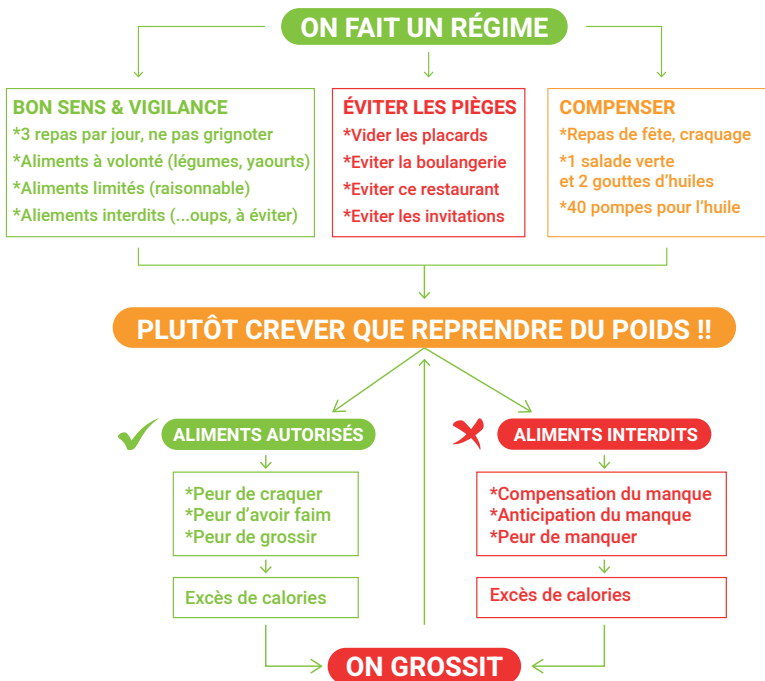 ON FAIT UN RÉGIME
BON SENS & VIGILANCE
*3 repas par jour, ne pas grignoter
*Aliments à volonté (légumes, yaourts)
*Aliments limités (raisonnable)
*Aliements interdits (...oups, à éviter)
ÉVITER LES PIÈGES
*Vider les placards
*Eviter la boulangerie
*Eviter ce restaurant
*Eviter les invitations
COMPENSER
*Repas de fête, craquage
*1 salade verte
et 2 gouttes d'huiles
*40 pompes pour l'huile
PLUTÔT CREVER QUE REPRENDRE DU POIDS !!
ALIMENTS AUTORISÉS
*Peur de craquer
*Peur d'avoir faim
*Peur de grossir
Excès de calories
ALIMENTS INTERDITS
*Compensation du manque
*Anticipation du manque
*Peur de manquer
Excès de calories
ON GROSSIT